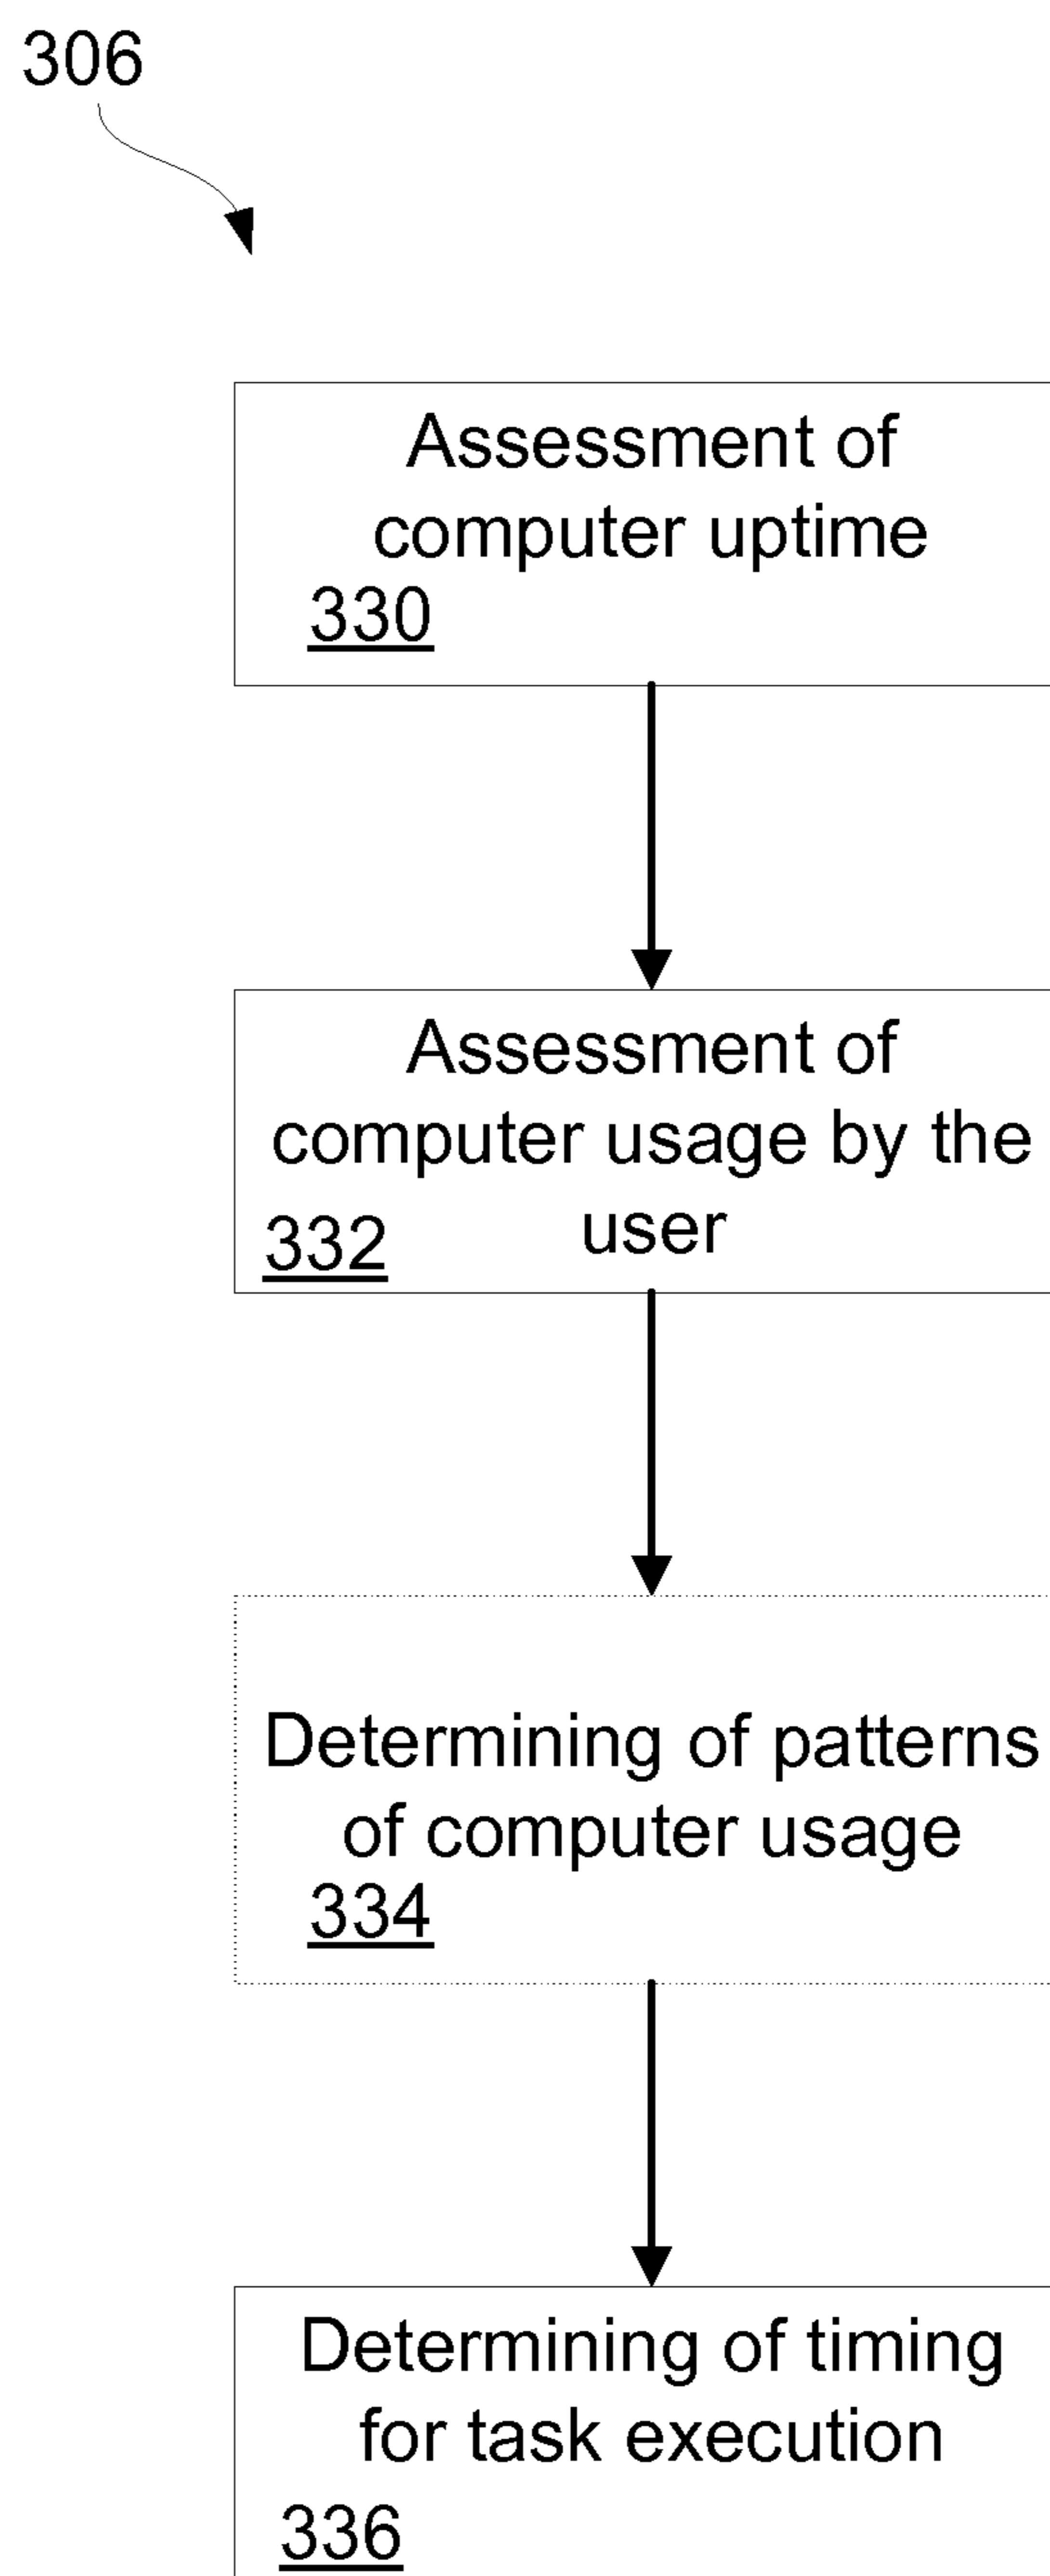 306
Assessment of
computer uptime
330
Assessment of
computer usage by the
user
332
Determining of patterns
of computer usage
334
Determining of timing
for task execution
336